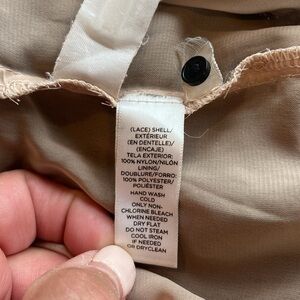 (LACE) SHELL/
EXTÉRIEUR
(EN DENTELLE)/
(ENCAJE)
TELA EXTERIOR:
100% NYLON/NILÓN
LINING/
DOUBLURE/FORRO:
100% POLYESTER/
POLIÉSTER
HAND WASH
COLD
ONLY NON-
CHLORINE BLEACH
WHEN NEEDED
DRY FLAT
DO NOT STEAM
COOL IRON
IF NEEDED
OR DRYCLEAN